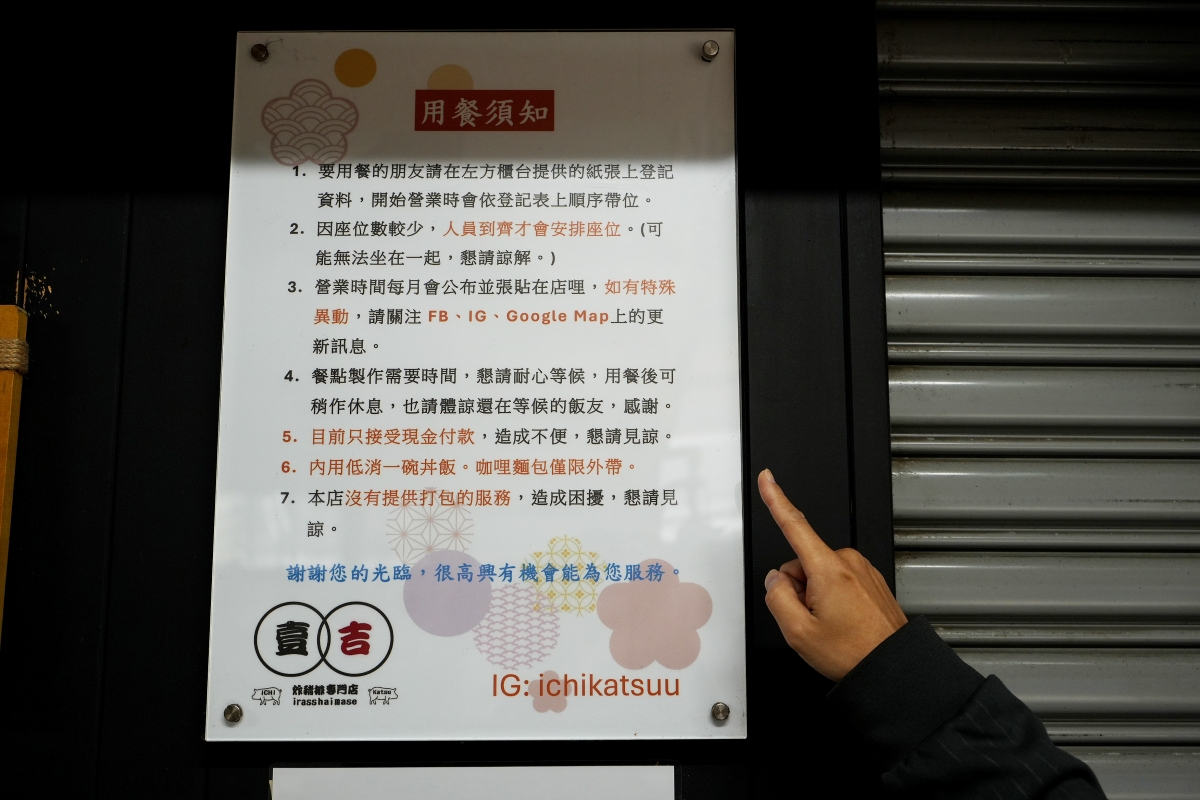 用餐須知
1. 要用餐的朋友請在左方櫃台提供的紙張上登記
資料，開始營業時會依登記表上順序帶位。
2. 因座位數較少，人員到齊才會安排座位。(可
能無法坐在一起，懇請諒解。)
3. 營業時間每月會公布並張貼在店哩，如有特殊
異動，請關注 FB、IG、Google Map上的更
新訊息。
4. 餐點製作需要時間，懇請耐心等候，用餐後可
稍作休息，也請體諒還在等候的飯友，感謝。
5. 目前只接受現金付款，造成不便，懇請見諒。
6. 內用低消一碗丼飯。咖哩麵包僅限外帶。
7. 本店沒有提供打包的服務，造成困擾，懇請見
諒。
謝謝您的光臨，很高興有機會能為您服務。
壹 吉
ICHI 炸豬排專門店 Katsu
irasshaimase
IG: ichikatsuu